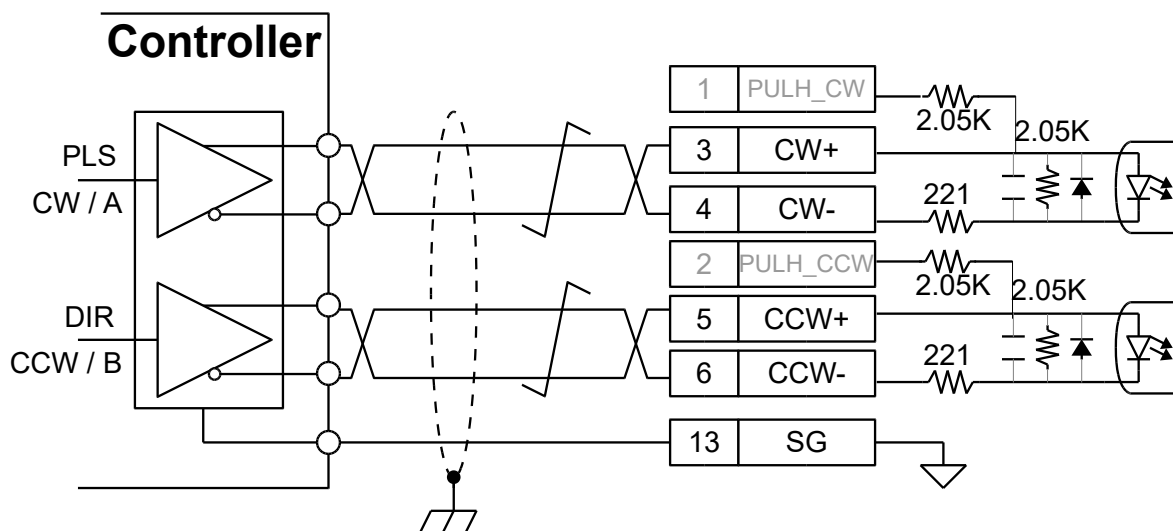 Controller
PLS
CW / A
DIR
CCW / B
1 PULH_CW
3 CW+
4 CW-
2 PULH_CCW
5 CCW+
6 CCW-
13 SG
2.05K
2.05K
221
2.05K
2.05K
221